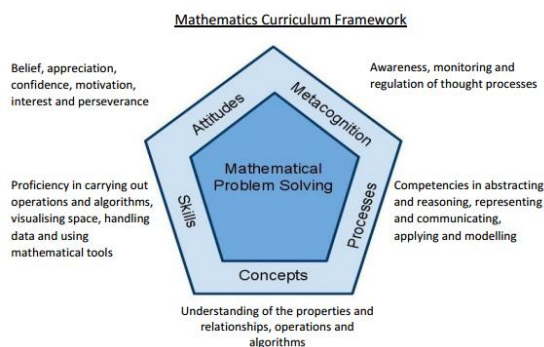 Mathematics Curriculum Framework
Belief, appreciation,
confidence, motivation,
interest and perseverance
Awareness, monitoring and
regulation of thought processes
Attitudes
Metacognition
Mathematical
Problem Solving
Proficiency in carrying out
operations and algorithms,
visualising space, handling
data and using
mathematical tools
Skills
Processes
Competencies in abstracting
and reasoning, representing
and communicating,
applying and modelling
Concepts
Understanding of the properties and
relationships, operations and
algorithms